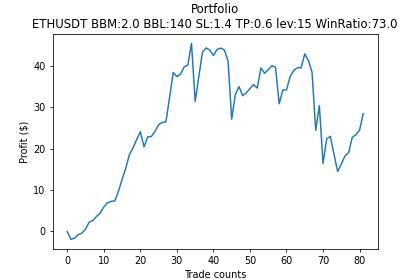 Portfolio
ETHUSDT BBM:2.0 BBL:140 SL:1.4 TP:0.6 lev:15 WinRatio:73.0
40
30
20
10
0
Profit ($)
0 10 20 30 40 50 60 70 80
Trade counts